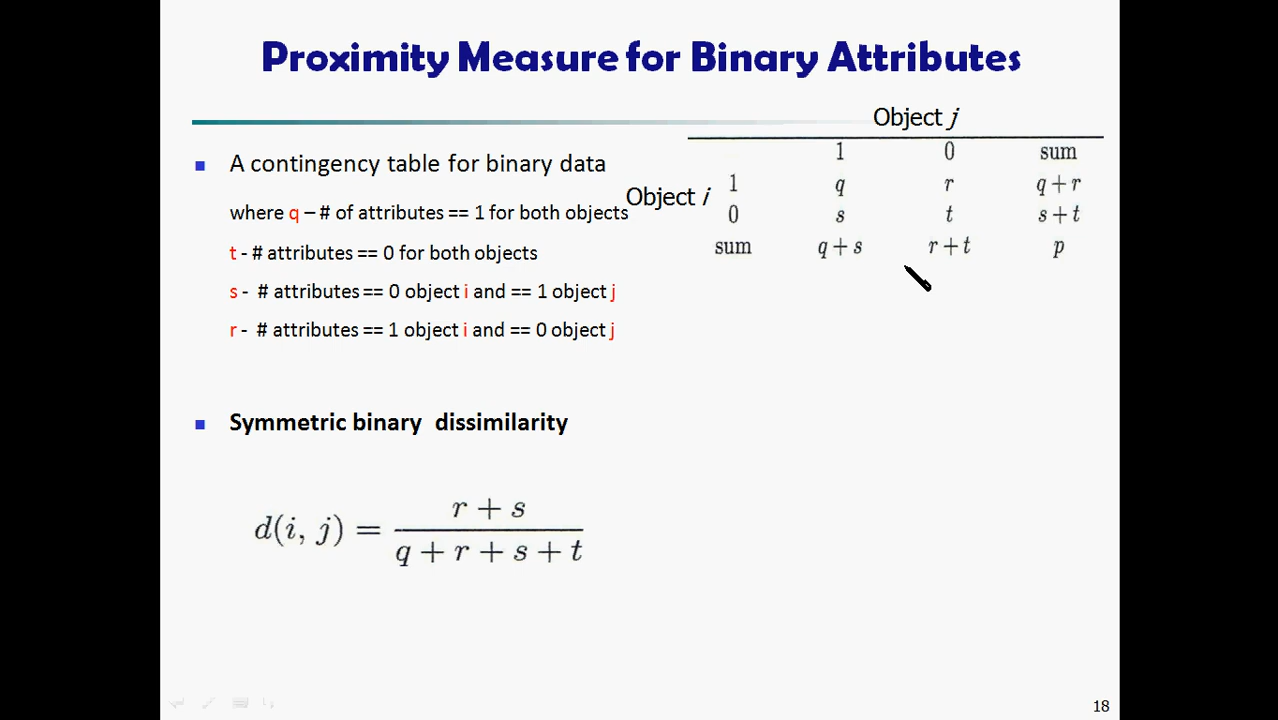 Proximity Measure for Binary Attributes
Object j
1 0 sum
Object i 1 q r q + r
0 s t s + t
sum q + s r + t p
A contingency table for binary data
where q – # of attributes == 1 for both objects
t - # attributes == 0 for both objects
s - # attributes == 0 object i and == 1 object j
r - # attributes == 1 object i and == 0 object j
Symmetric binary dissimilarity
d(i, j) = (r + s) / (q + r + s + t)
18